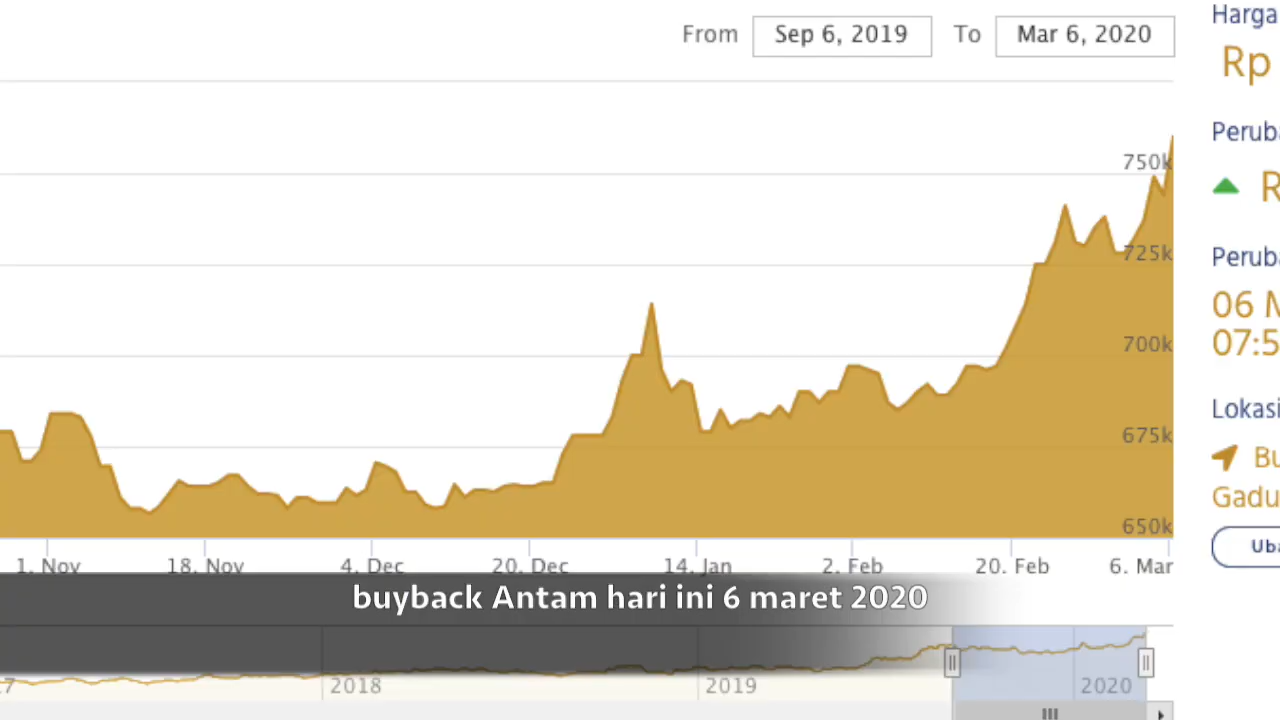 From Sep 6, 2019 To Mar 6, 2020
Harga
Rp
750k
725k
700k
675k
650k
1. Nov 18. Nov 4. Dec 20. Dec 14. Jan 2. Feb 20. Feb 6. Mar
buyback Antam hari ini 6 maret 2020
2018 2019 2020
Peruba
R
Peruba
06 M
07:5
Lokasi
Bu
Gadu
Uba